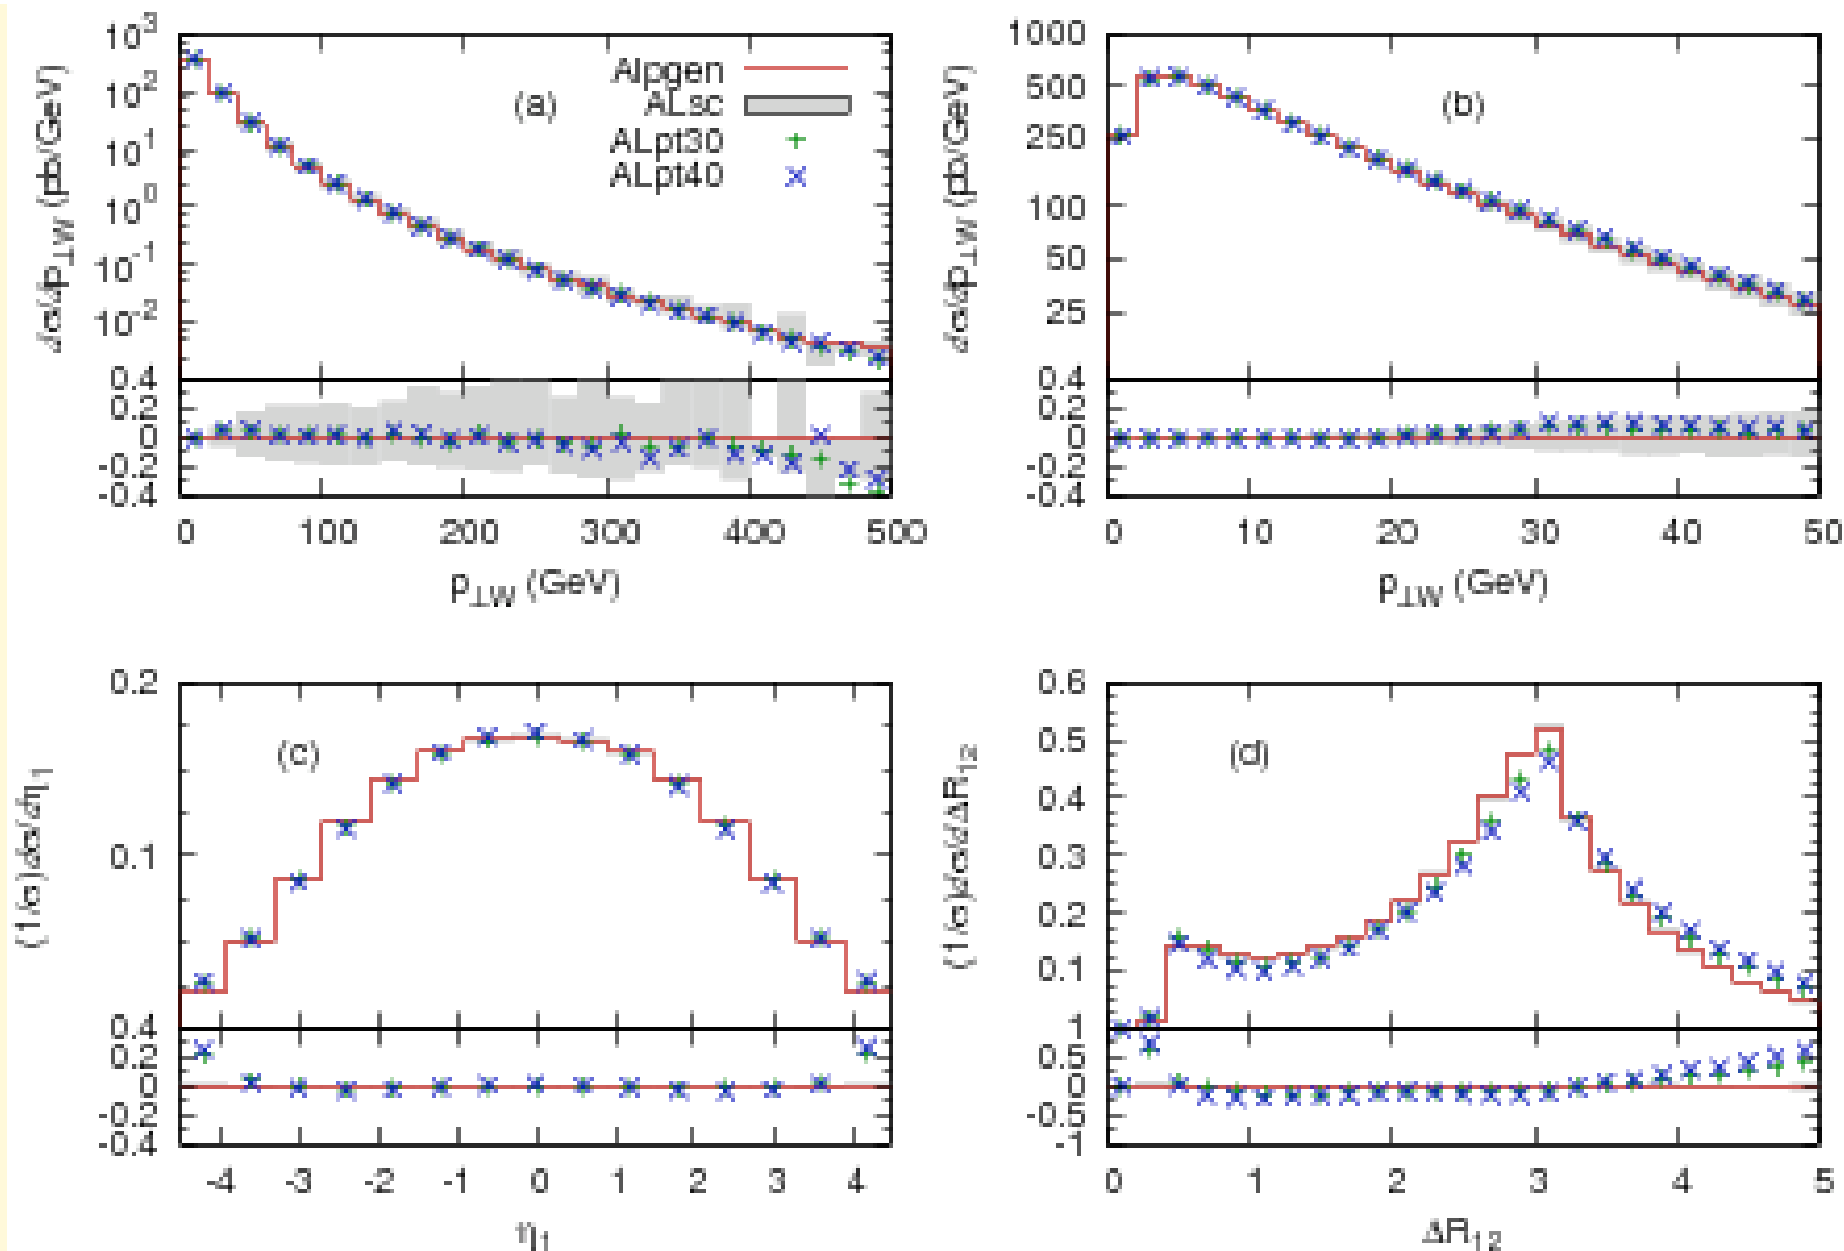 10³
10²
10¹
10⁰
10⁻¹
10⁻²
dσ/dp⊥W (pb/GeV)
(a)
Alpgen
ALsc
ALpt30
ALpt40
0.4
0.2
0
-0.2
-0.4
0 100 200 300 400 500
p⊥W (GeV)
1000
500
250
100
50
25
dσ/dp⊥W (pb/GeV)
(b)
0.4
0.2
0
-0.2
-0.4
0 10 20 30 40 50
p⊥W (GeV)
0.2
0.1
(1/σ)dσ/dη₁
(c)
0.4
0.2
0
-0.2
-0.4
-4 -3 -2 -1 0 1 2 3 4
η₁
0.6
0.5
0.4
0.3
0.2
0.1
(1/σ)dσ/dΔR₁₂
(d)
1
0.5
0
-0.5
-1
0 1 2 3 4 5
ΔR₁₂